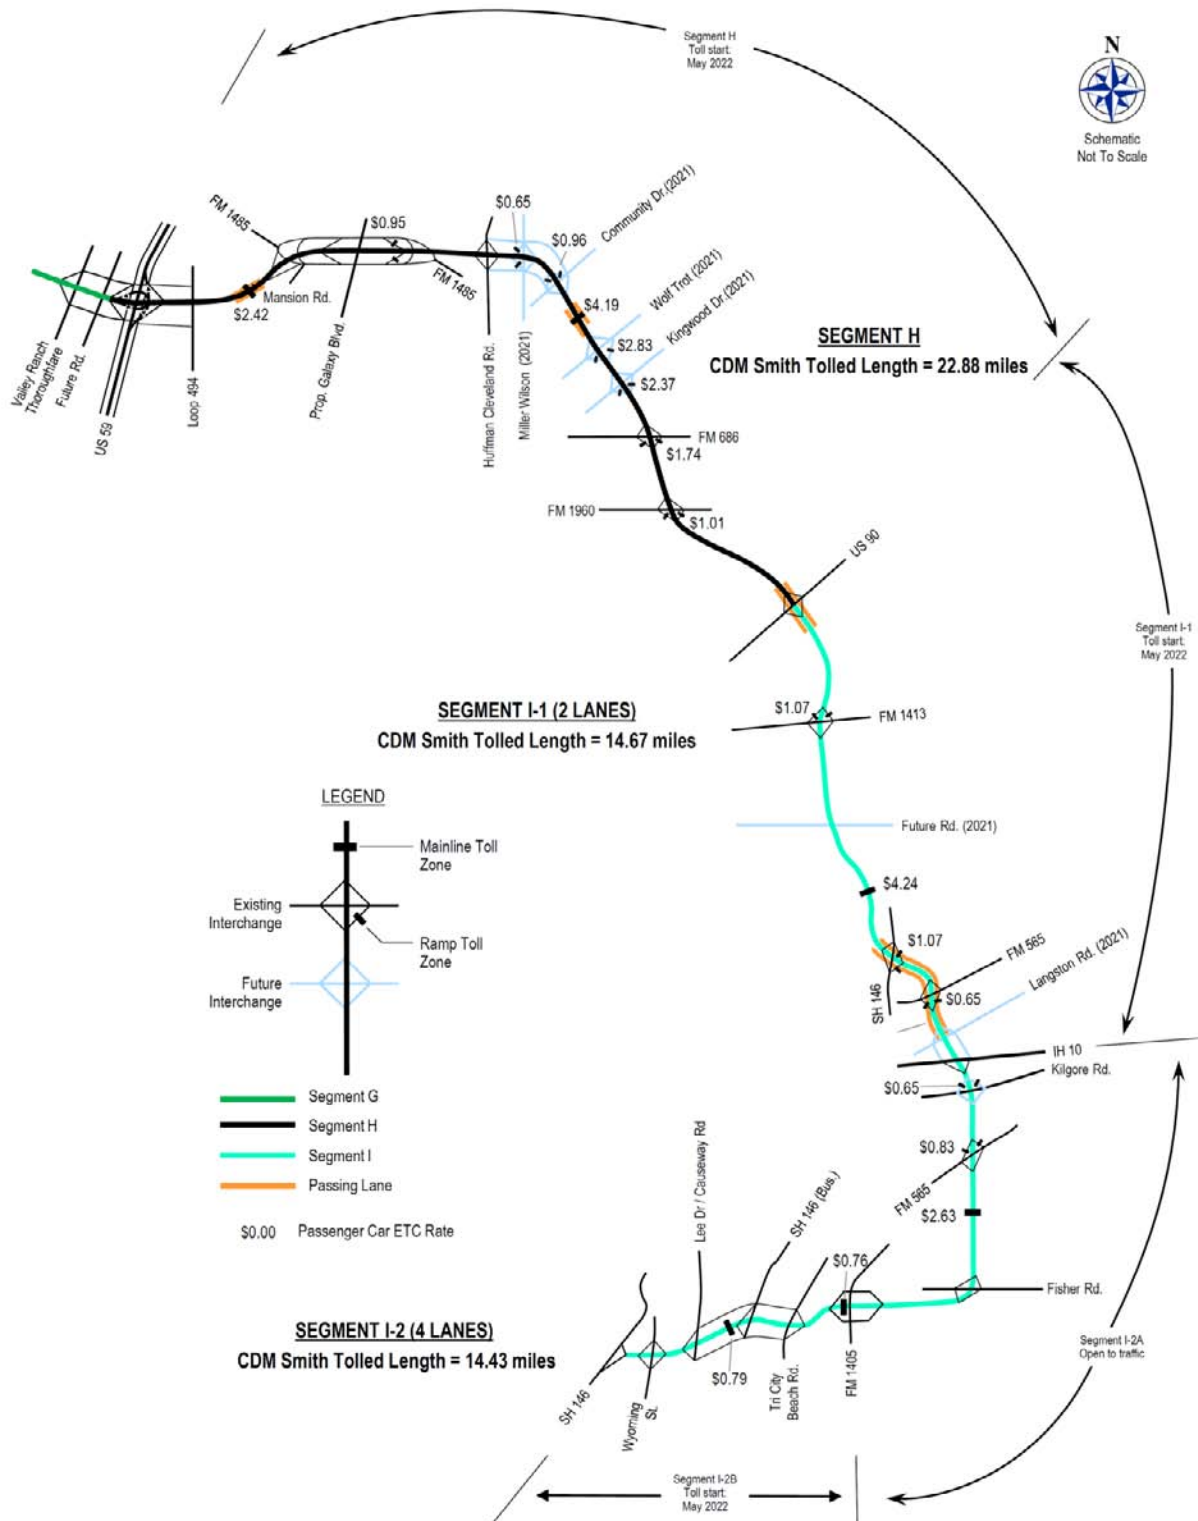 Segment H
Toll start:
May 2022
N
Schematic
Not To Scale
FM 1485
$0.95
$0.65
Community Dr.(2021)
$0.96
FM 1485
Mansion Rd.
$2.42
$4.19
Wolf Trot (2021)
Kingwood Dr.(2021)
$2.83
$2.37
Valley Ranch
Thoroughfare
Future Rd.
US 59
Loop 494
Prop. Galaxy Blvd.
Huffman Cleveland Rd.
Miller Wilson (2021)
SEGMENT H
CDM Smith Tolled Length = 22.88 miles
FM 686
$1.74
FM 1960
$1.01
US 90
Segment I-1
Toll start:
May 2022
SEGMENT I-1 (2 LANES)
CDM Smith Tolled Length = 14.67 miles
$1.07
FM 1413
LEGEND
Mainline Toll
Zone
Existing
Interchange
Ramp Toll
Zone
Future
Interchange
Future Rd. (2021)
$4.24
$1.07
SH 146
FM 565
$0.65
Langston Rd. (2021)
IH 10
Kilgore Rd.
$0.65
Segment G
Segment H
Segment I
Passing Lane
$0.00 Passenger Car ETC Rate
$0.83
FM 565
$2.63
Lee Dr / Causeway Rd
SH 146 (Bus.)
$0.76
Fisher Rd.
SEGMENT I-2 (4 LANES)
CDM Smith Tolled Length = 14.43 miles
SH 146
Wyoming
St.
$0.79
Tri City
Beach Rd.
FM 1405
Segment I-2A
Open to traffic
Segment I-2B
Toll start:
May 2022